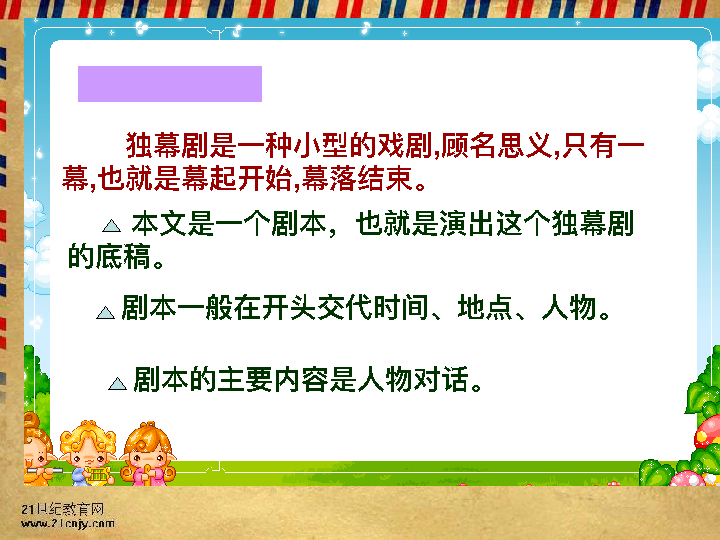 独幕剧是一种小型的戏剧,顾名思义,只有一
幕,也就是幕起开始,幕落结束。
本文是一个剧本，也就是演出这个独幕剧
的底稿。
剧本一般在开头交代时间、地点、人物。
剧本的主要内容是人物对话。
21世纪教育网
www.21cnjy.com